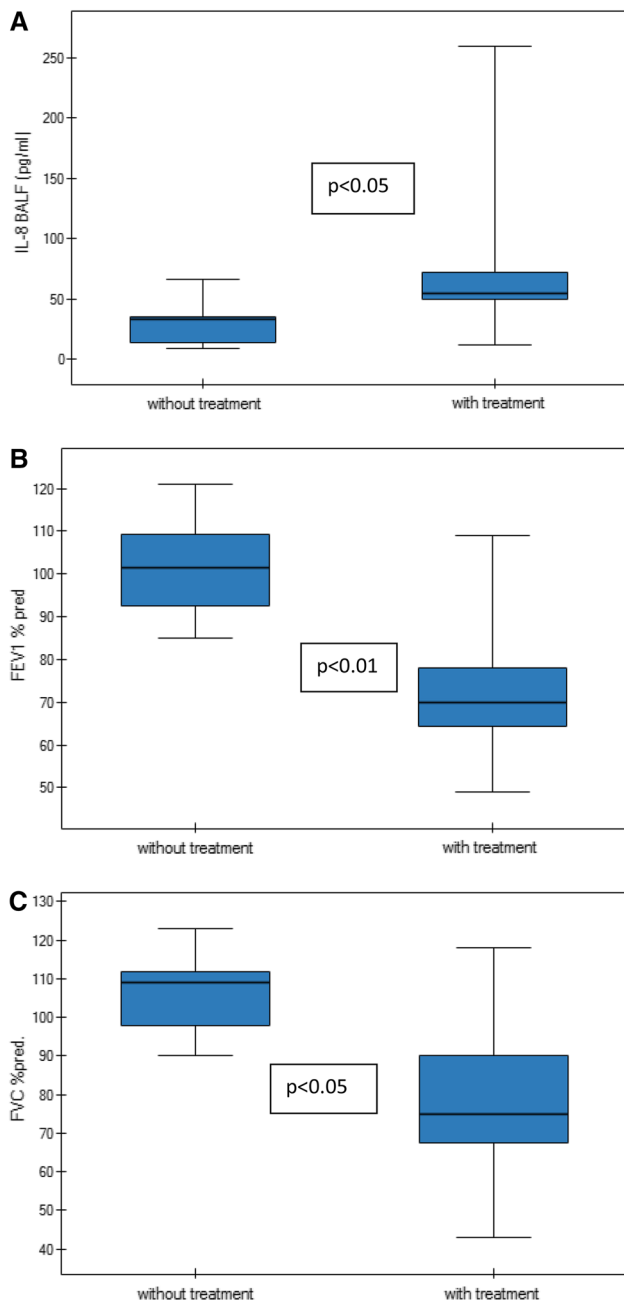 A
IL-8 BALF (pg/ml|
250
200
150
100
50
0
p<0.05
without treatment
with treatment
B
FEV1 % pred
120
110
100
90
80
70
60
50
p<0.01
without treatment
with treatment
C
FVC %pred.
130
120
110
100
90
80
70
60
50
40
p<0.05
without treatment
with treatment